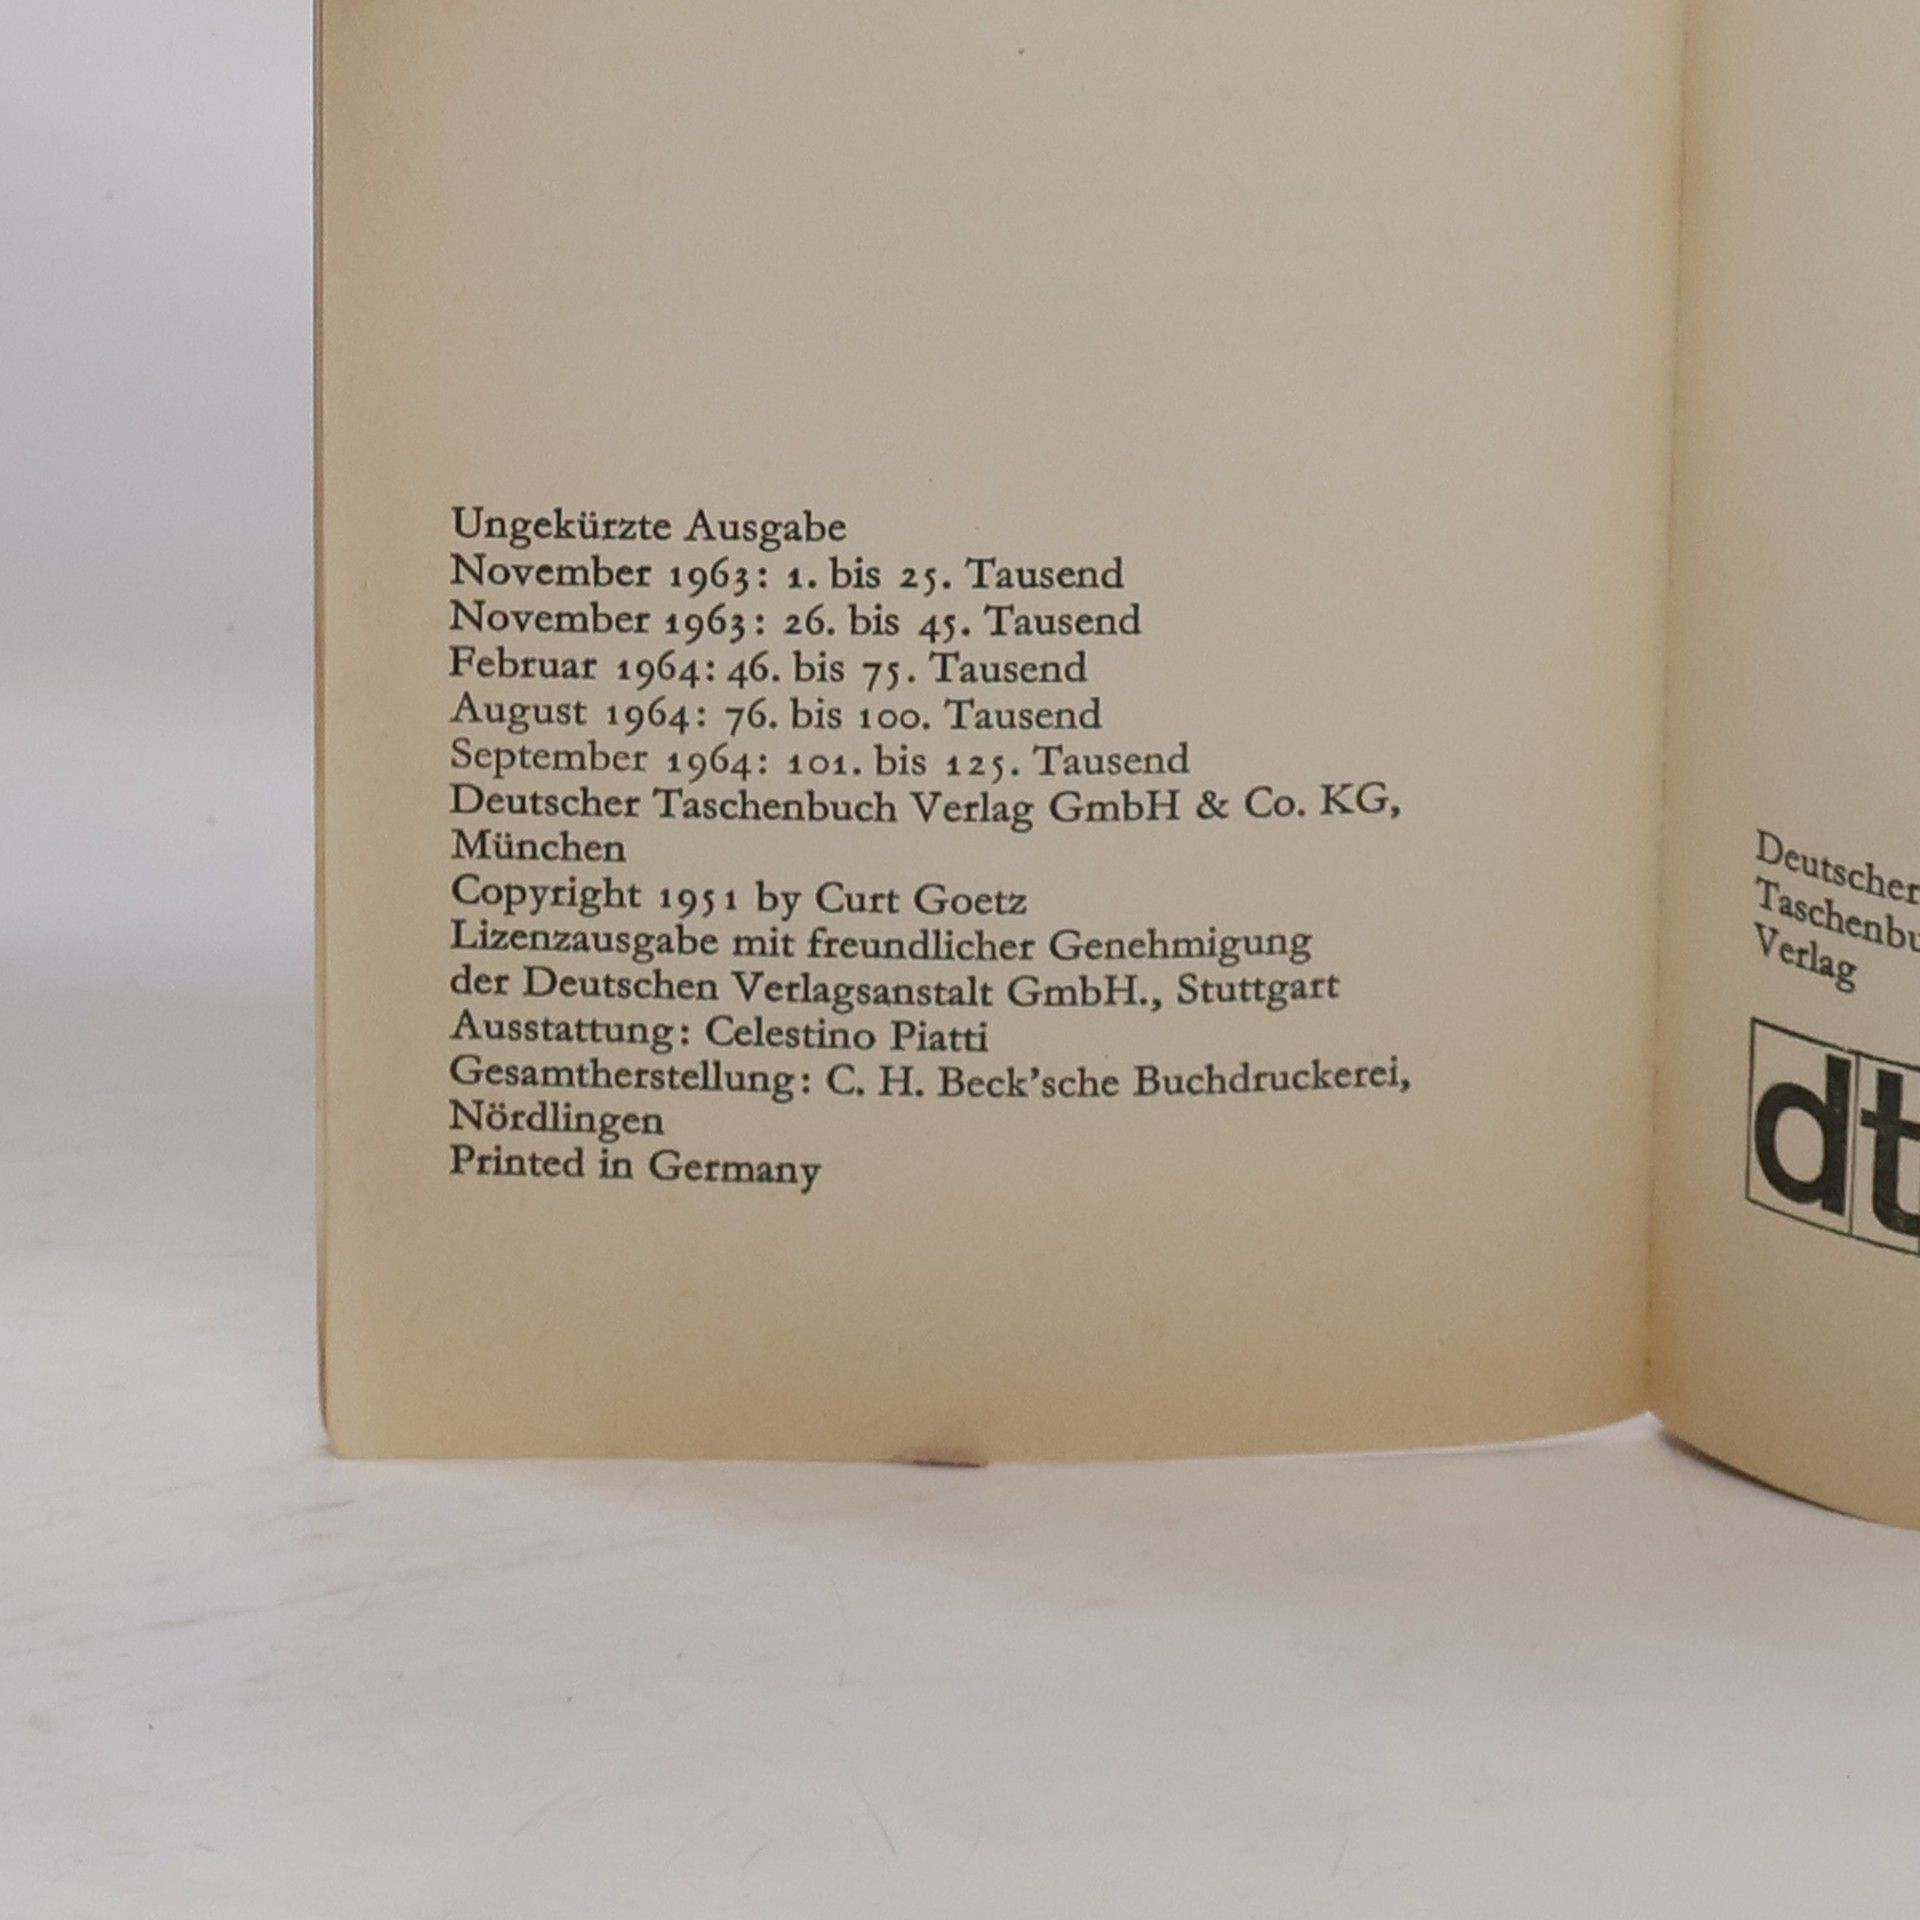 Ungekürzte Ausgabe
November 1963: 1. bis 25. Tausend
November 1963: 26. bis 45. Tausend
Februar 1964: 46. bis 75. Tausend
August 1964: 76. bis 100. Tausend
September 1964: 101. bis 125. Tausend
Deutscher Taschenbuch Verlag GmbH & Co. KG,
München
Copyright 1951 by Curt Goetz
Lizenzausgabe mit freundlicher Genehmigung
der Deutschen Verlagsanstalt GmbH., Stuttgart
Ausstattung: Celestino Piatti
Gesamtherstellung: C. H. Beck'sche Buchdruckerei,
Nördlingen
Printed in Germany
Deutscher
Verlag